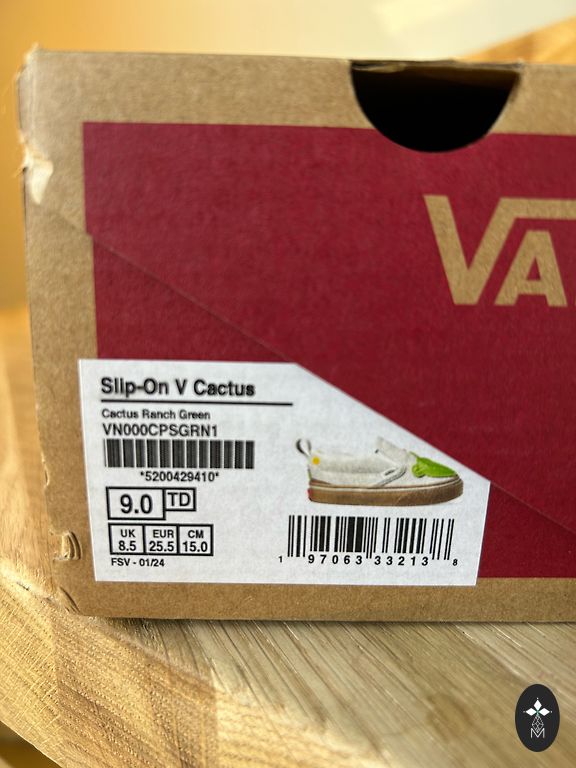 VA
Slip-On V Cactus
Cactus Ranch Green
VN000CPSGRN1
*5200429410*
9.0 TD
UK EUR CM
8.5 25.5 15.0
FSV - 01/24
1 97063 33213 8
M